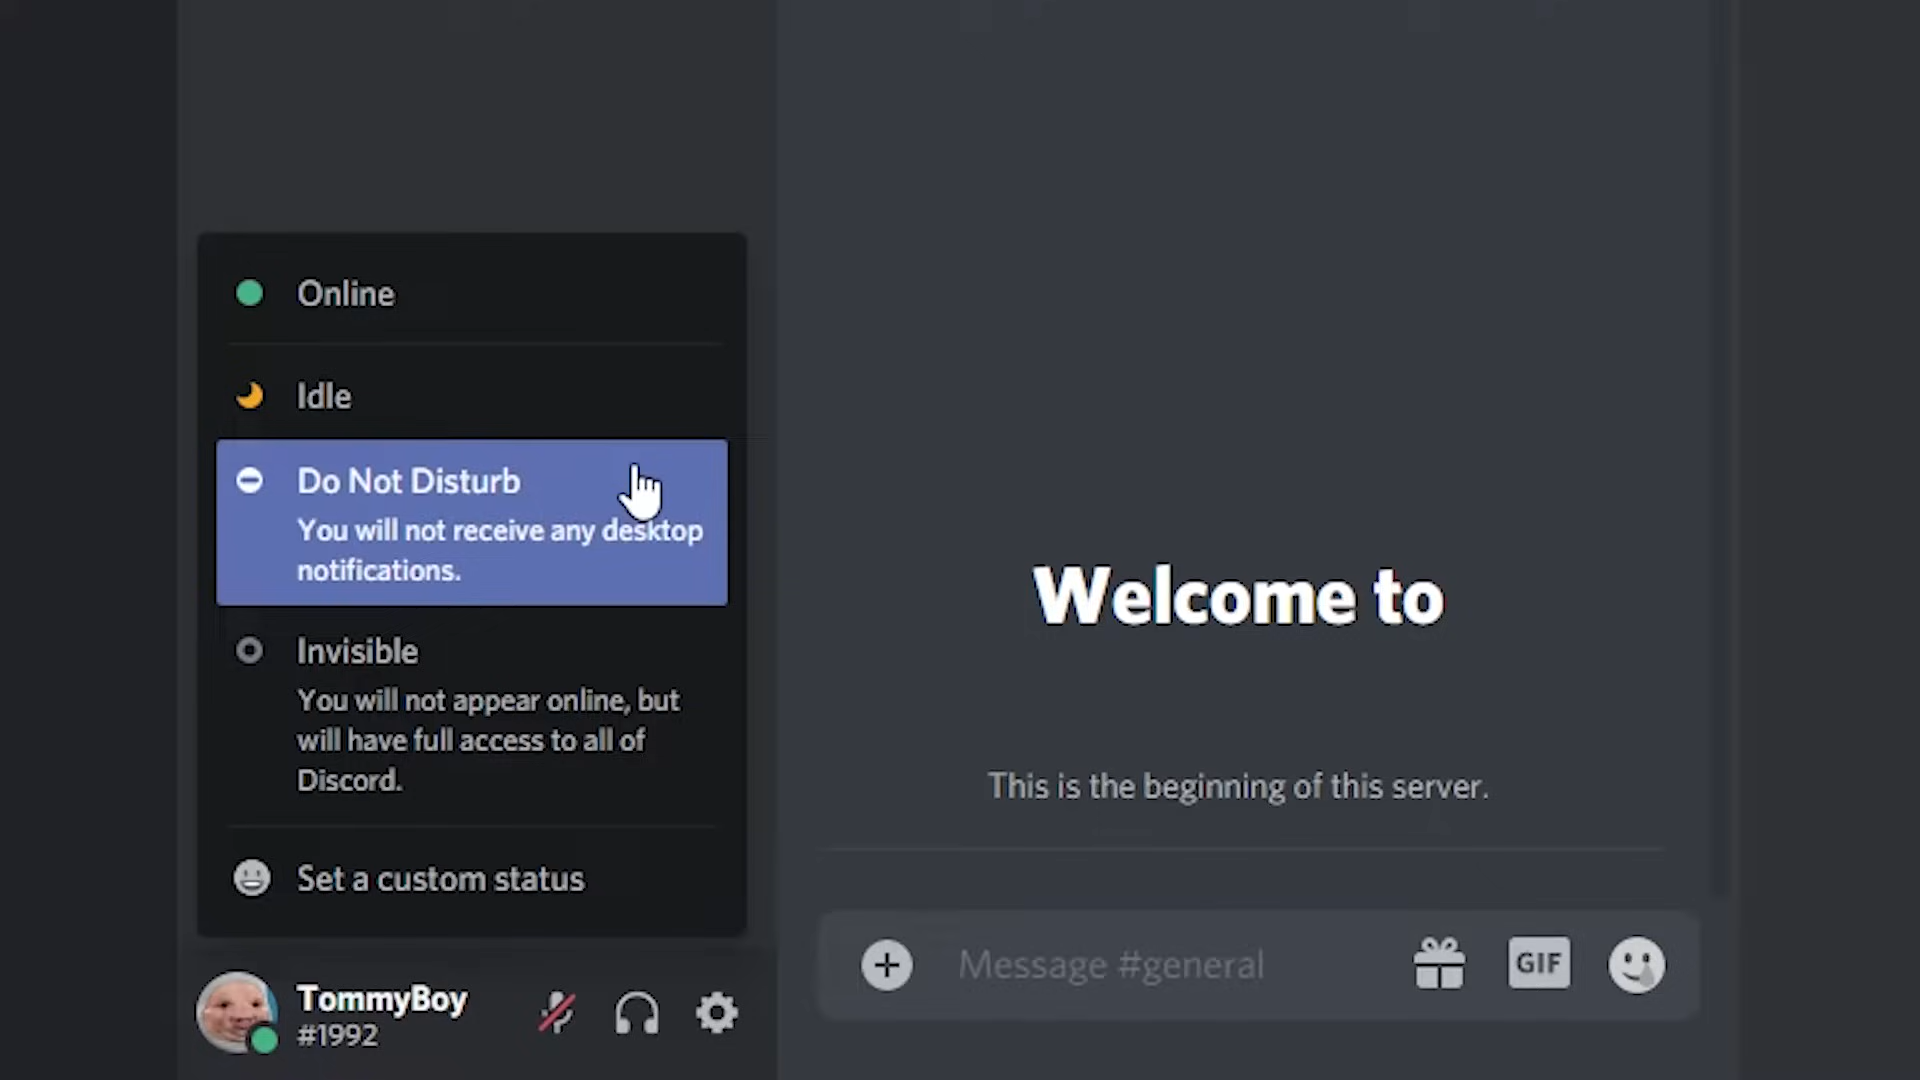 Online
Idle
Do Not Disturb
You will not receive any desktop
notifications.
Invisible
You will not appear online, but
will have full access to all of
Discord.
Set a custom status
TommyBoy
#1992
Welcome to
This is the beginning of this server.
Message #general
GIF